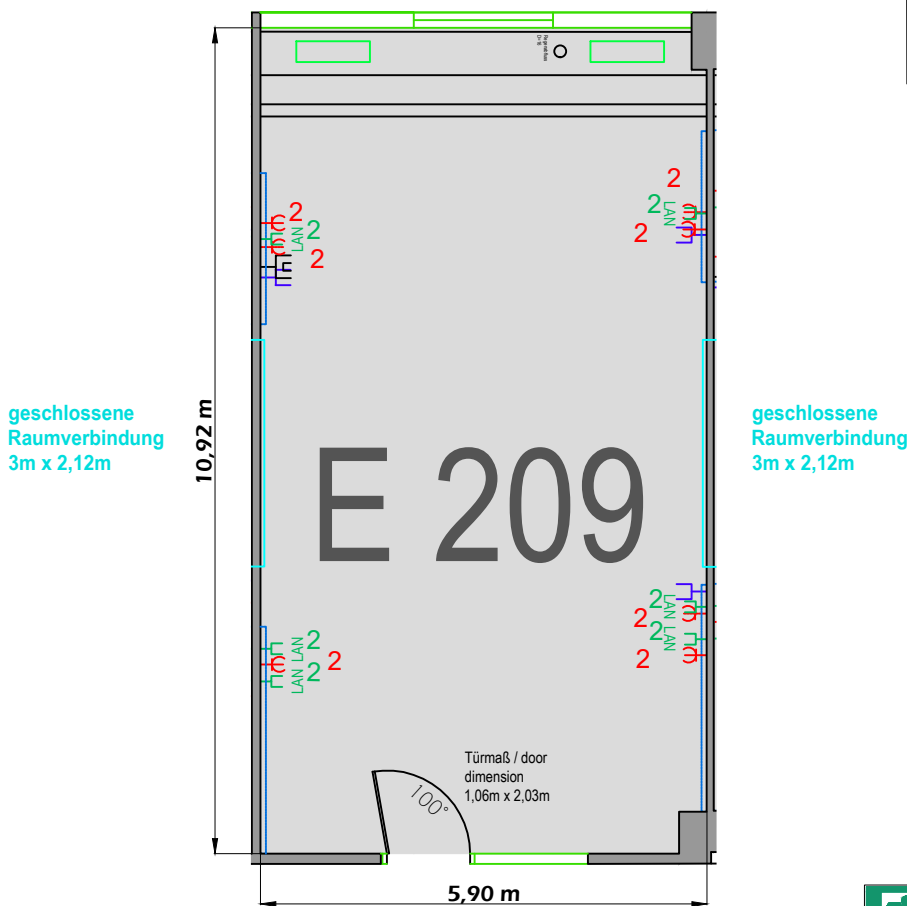 2
2
LAN
2
2
2
LAN
2
2
geschlossene
Raumverbindung
3m x 2,12m
10,92 m
geschlossene
Raumverbindung
3m x 2,12m
E 209
2
LAN
2
2
LAN
2
2
LAN
2
2
LAN
Türmaß / door
dimension
1,06m x 2,03m
100°
5,90 m